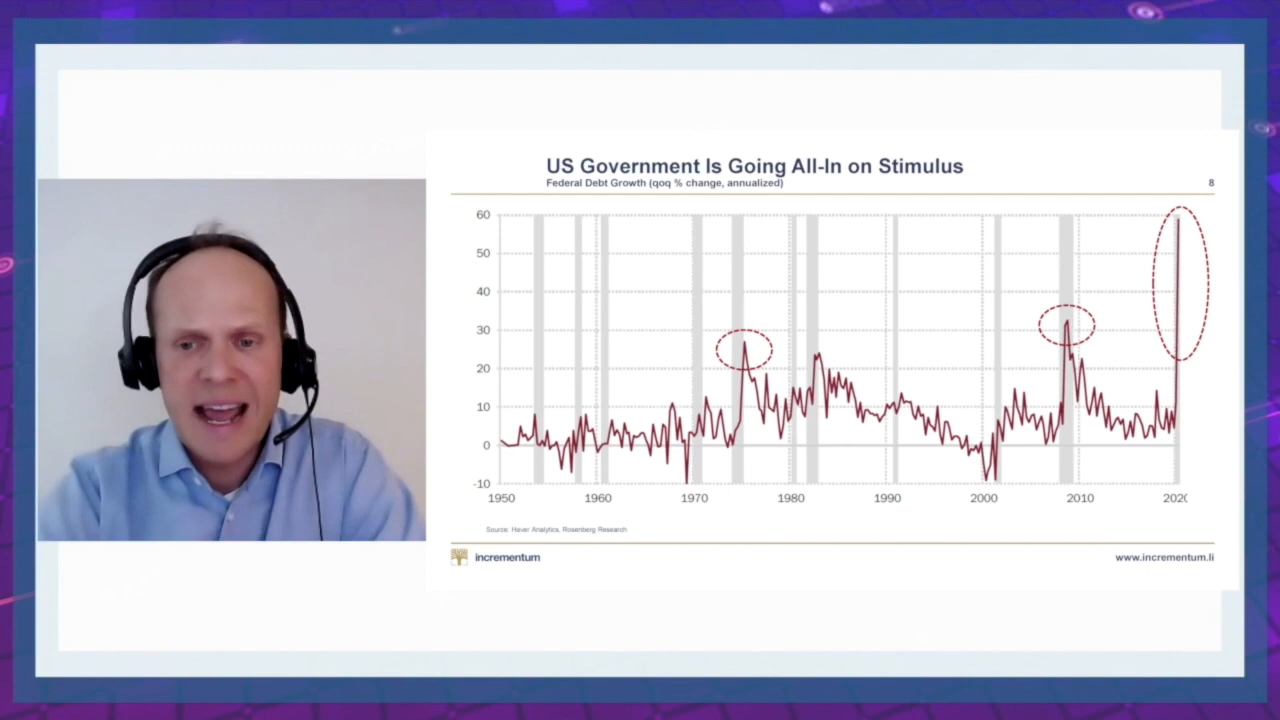 US Government Is Going All-In on Stimulus
Federal Debt Growth (qoq % change, annualized)
8
60
50
40
30
20
10
0
-10
1950 1960 1970 1980 1990 2000 2010 2020
Source: Haver Analytics, Rosenberg Research
incrementum
www.incrementum.li